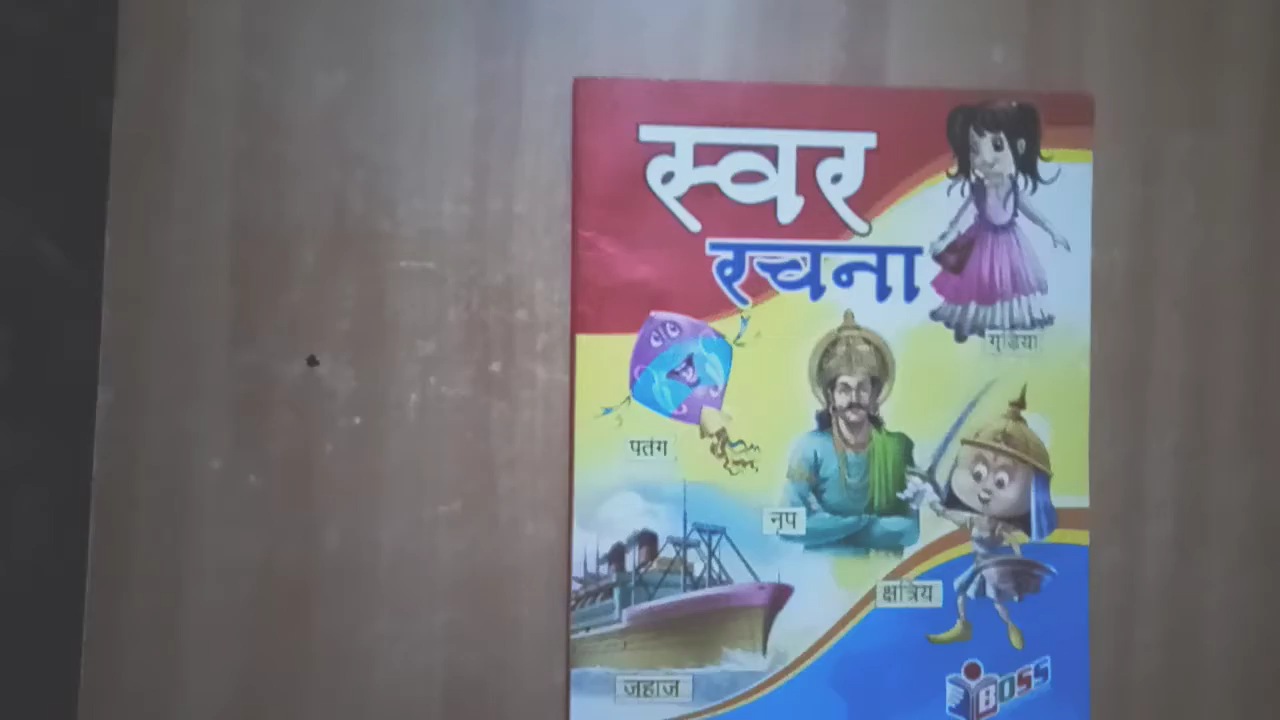 स्वर
रचना
गुड़िया
पतंग
नृप
क्षत्रिय
जहाज
BOSS